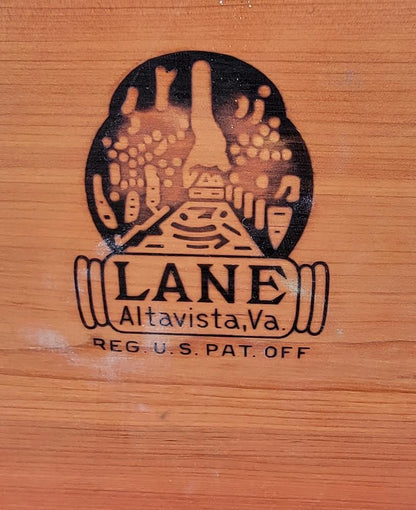 LANE
Altavista,Va.
REG. U.S. PAT. OFF